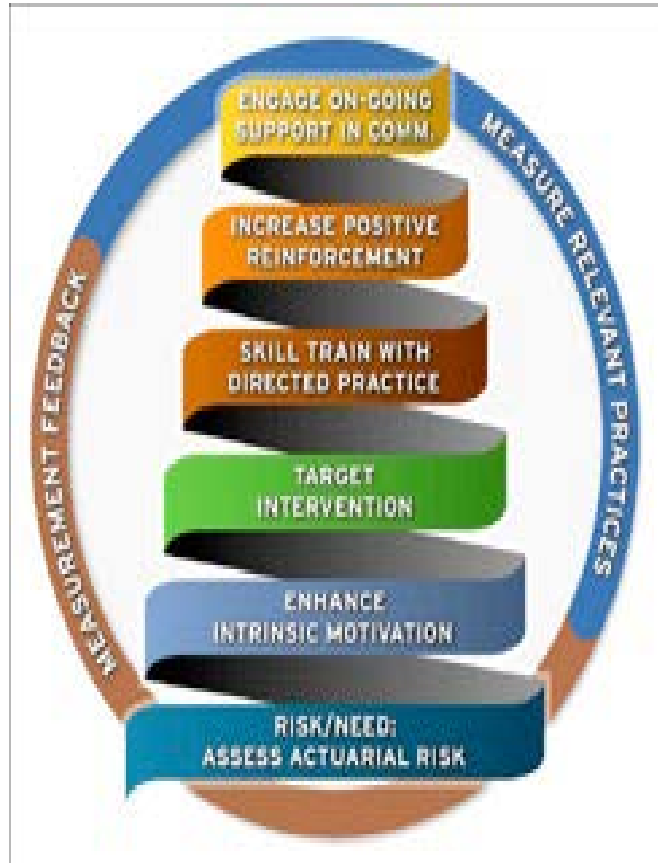 ENGAGE ON-GOING
SUPPORT IN COMM.
INCREASE POSITIVE
REINFORCEMENT
SKILL TRAIN WITH
DIRECTED PRACTICE
TARGET
INTERVENTION
ENHANCE
INTRINSIC MOTIVATION
RISK/NEED:
ASSESS ACTUARIAL RISK
MEASUREMENT FEEDBACK
MEASURE RELEVANT PRACTICES